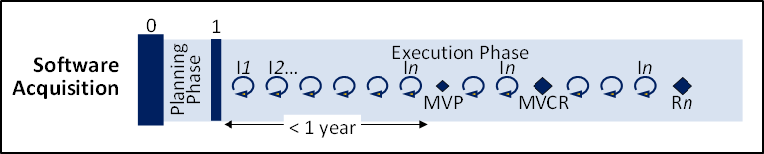 0 1
Software
Acquisition
Planning
Phase
Execution Phase
I1 I2... In In In
MVP MVCR Rn
< 1 year